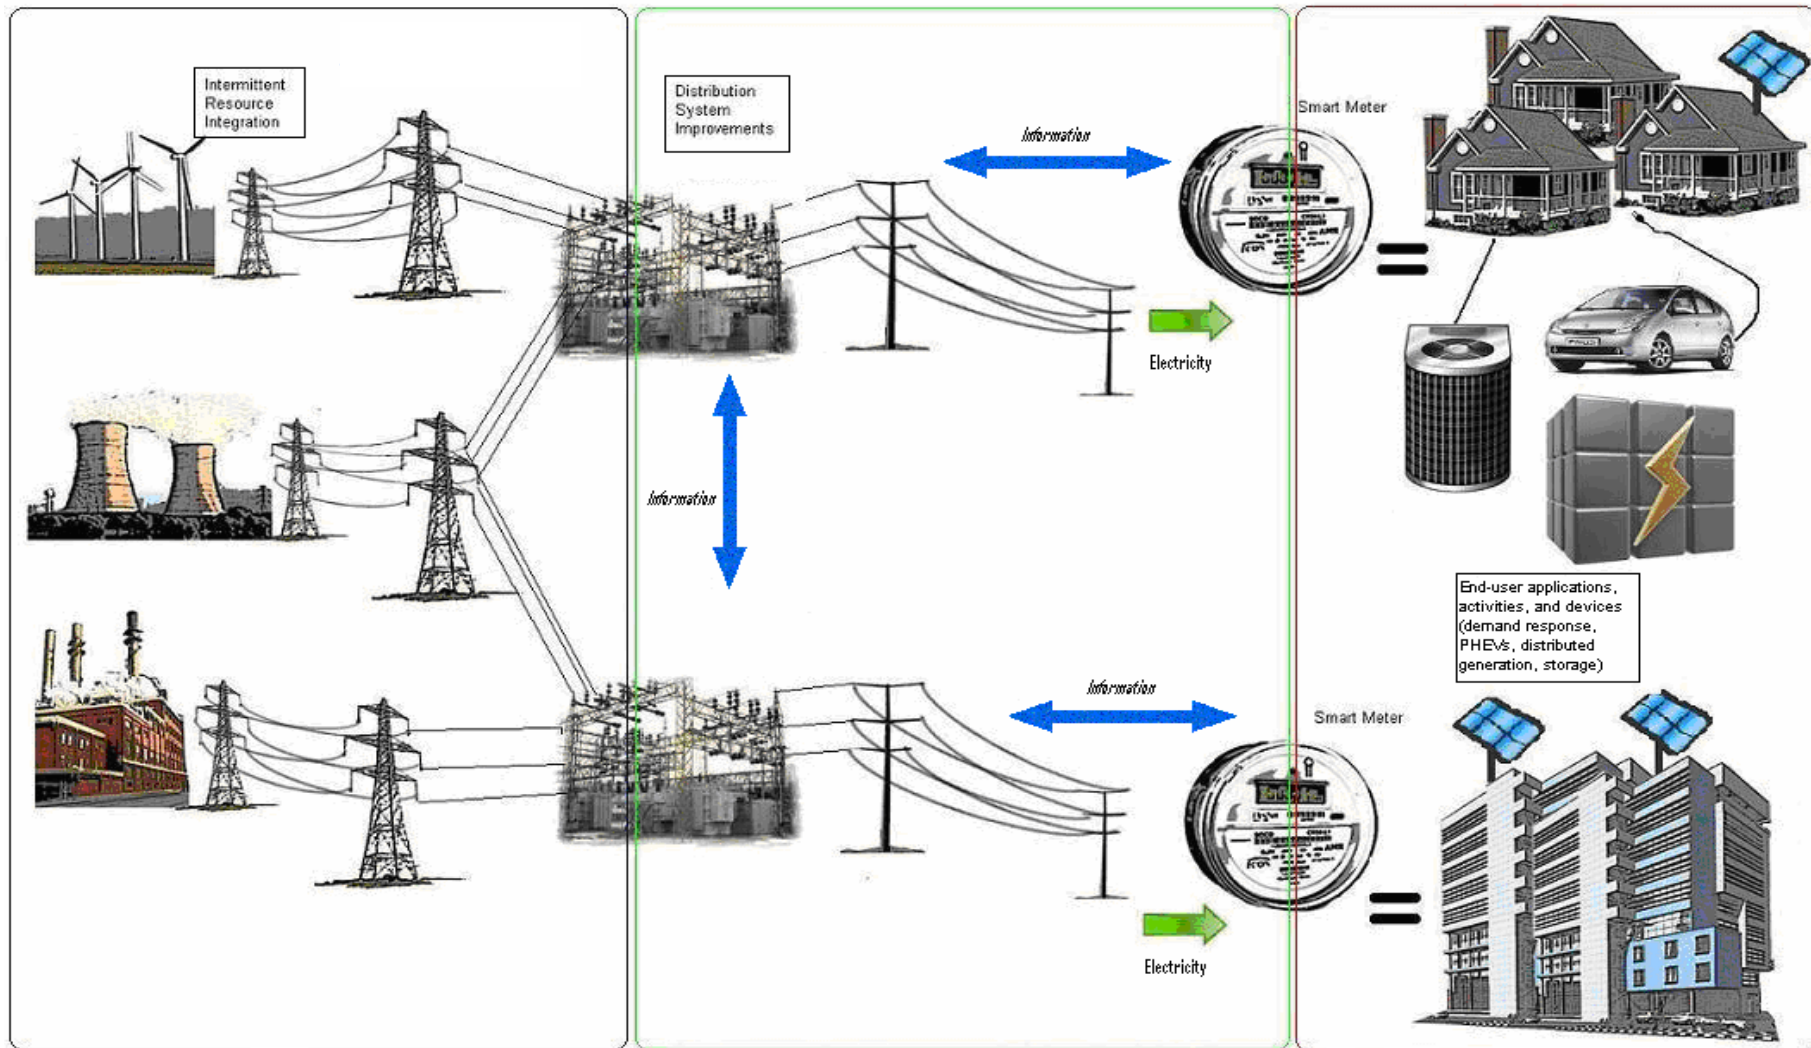 Intermittent
Resource
Integration
Distribution
System
Improvements
Information
Smart Meter
Electricity
Information
End-user applications,
activities, and devices
(demand response,
PHEVs, distributed
generation, storage)
Information
Smart Meter
Electricity